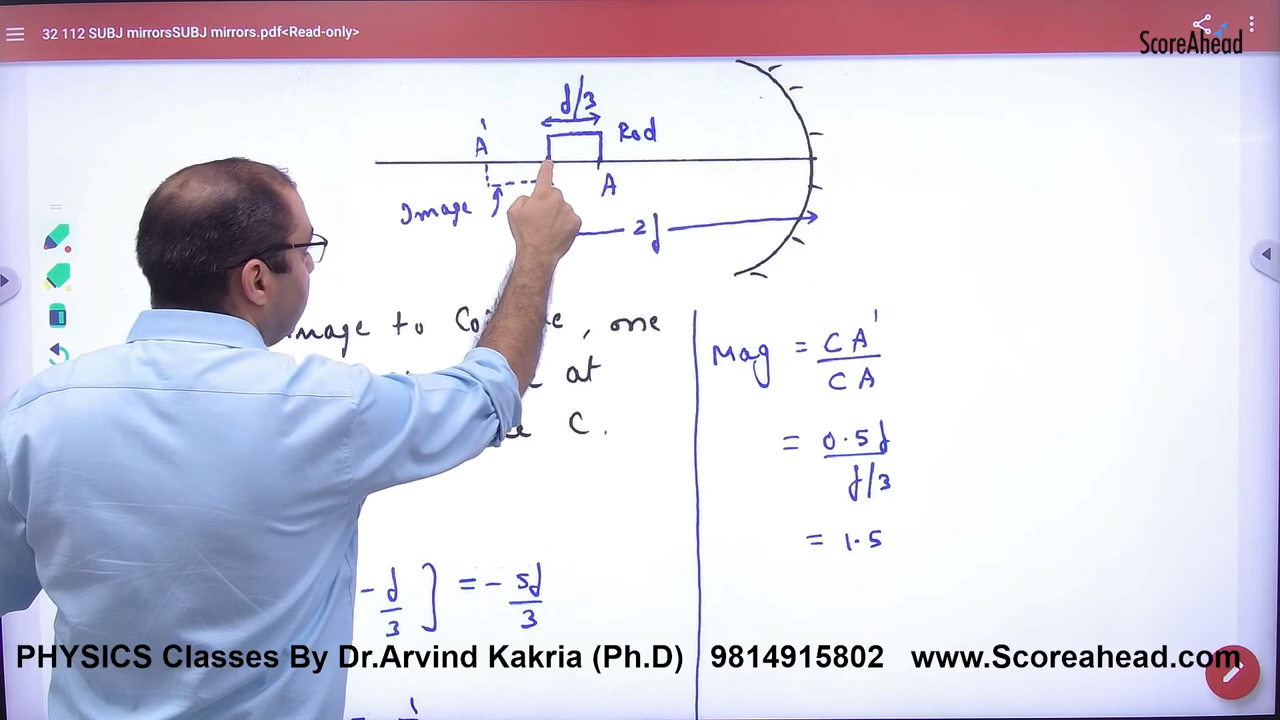 32 112 SUBJ mirrorsSUBJ mirrors.pdf<Read-only>
ScoreAhead
f/3
Rod
A'
A
Image
2f
Image to , one
at
C.
- f/3 ] = - 5f/3
Mag = CA'/CA
= 0.5f / f/3
= 1.5
1
PHYSICS Classes By Dr.Arvind Kakria (Ph.D) 9814915802 www.Scoreahead.com